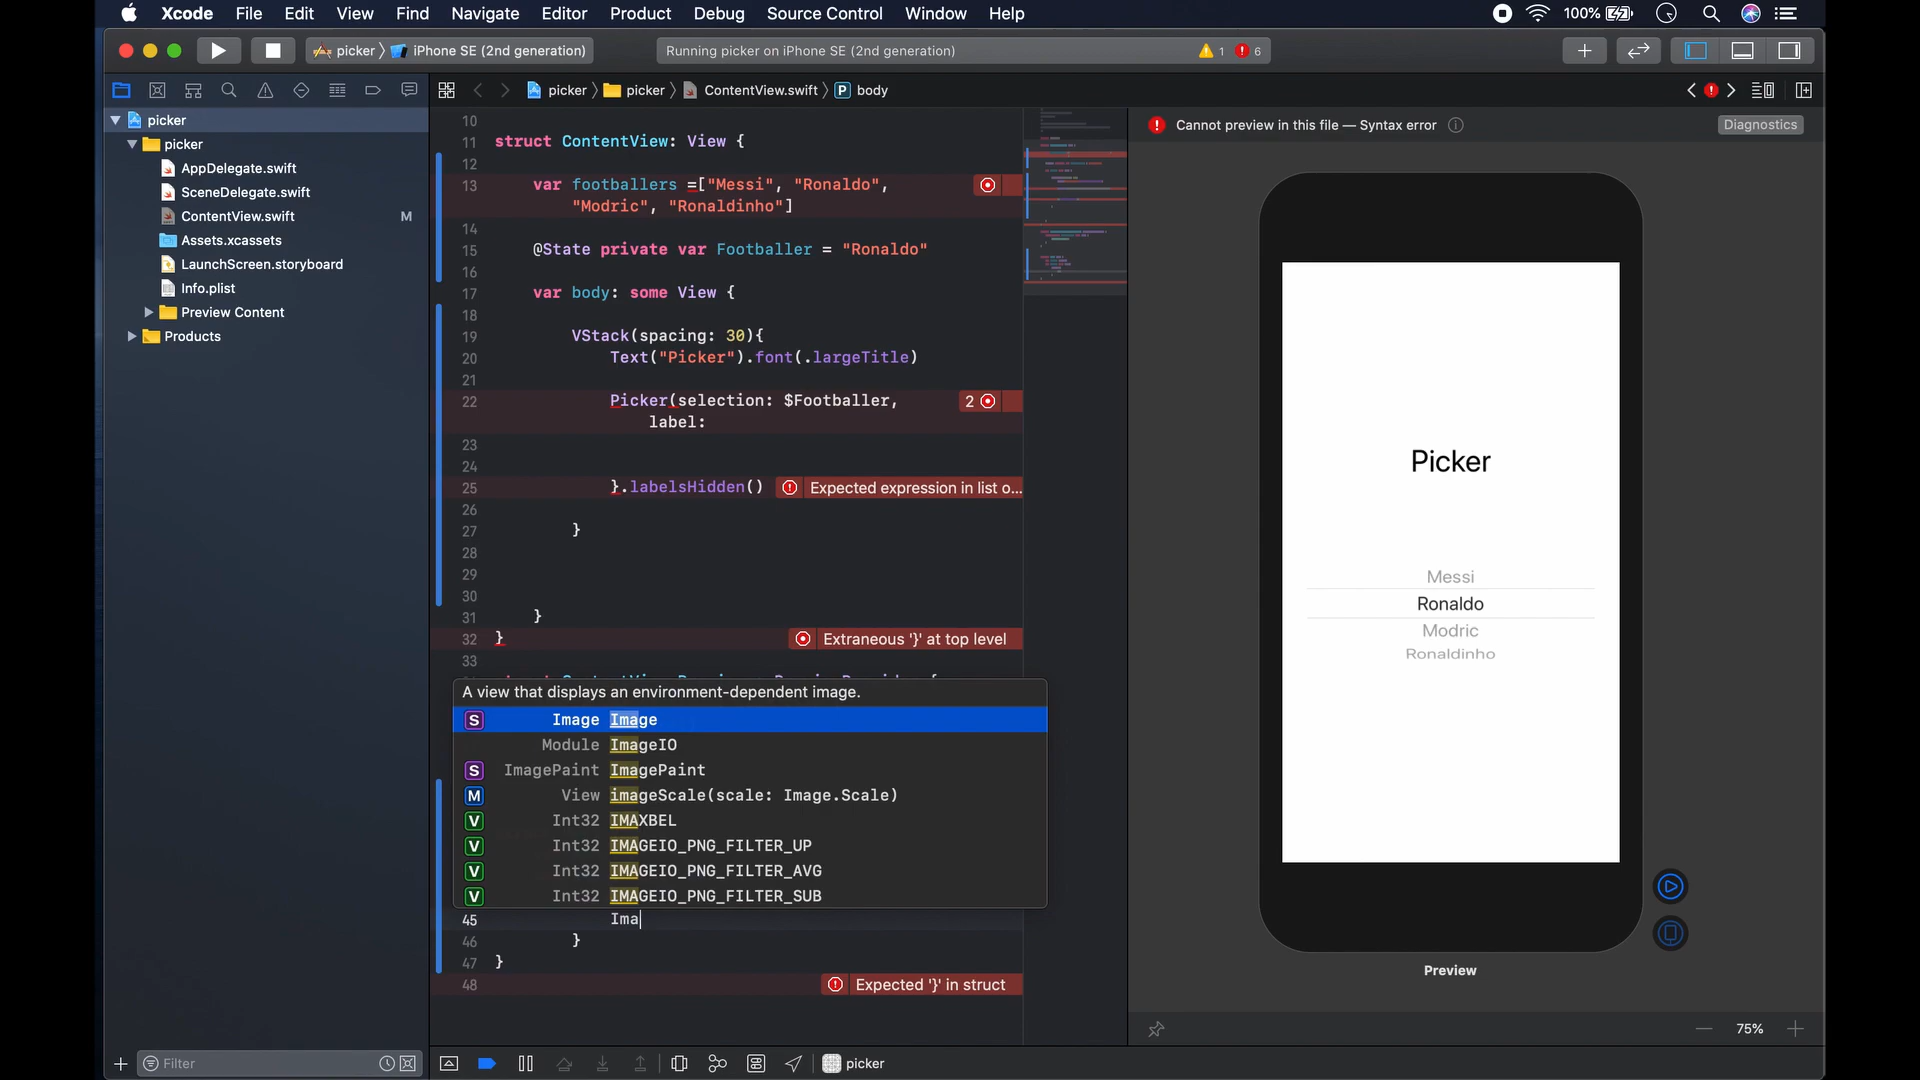 Xcode File Edit View Find Navigate Editor Product Debug Source Control Window Help 100%
picker iPhone SE (2nd generation) Running picker on iPhone SE (2nd generation) 1 6
picker picker ContentView.swift P body
picker
picker
AppDelegate.swift
SceneDelegate.swift
ContentView.swift M
Assets.xcassets
LaunchScreen.storyboard
Info.plist
Preview Content
Products
Filter
10
11 struct ContentView: View {
12
13 var footballers =["Messi", "Ronaldo",
"Modric", "Ronaldinho"]
14
15 @State private var Footballer = "Ronaldo"
16
17 var body: some View {
18
19 VStack(spacing: 30){
20 Text("Picker").font(.largeTitle)
21
22 Picker(selection: $Footballer, 2
label:
23
24
25 }.labelsHidden() Expected expression in list o...
26
27 }
28
29
30
31 }
32 } Extraneous '}' at top level
33
A view that displays an environment-dependent image.
S Image Image
Module ImageIO
S ImagePaint ImagePaint
M View imageScale(scale: Image.Scale)
V Int32 IMAXBEL
V Int32 IMAGEIO_PNG_FILTER_UP
V Int32 IMAGEIO_PNG_FILTER_AVG
V Int32 IMAGEIO_PNG_FILTER_SUB
45 Ima
46 }
47 }
48 Expected '}' in struct
picker
Cannot preview in this file — Syntax error Diagnostics
Picker
Messi
Ronaldo
Modric
Ronaldinho
Preview
75%